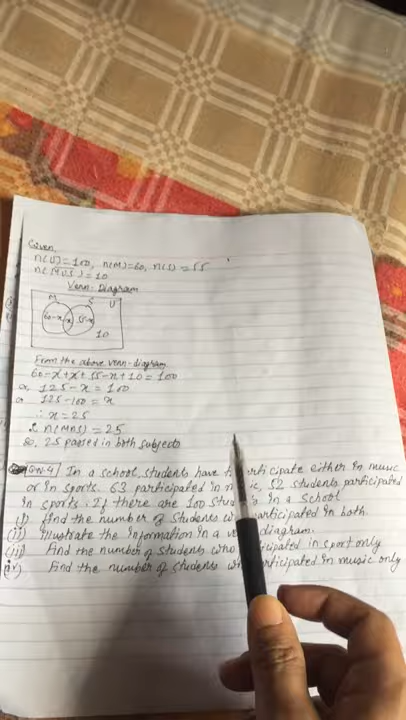 Given,
n(U)=100, n(M)=60, n(S)=55
n(M∪S)=10
Venn-Diagram
M S U
60-x x 55-x
10
From the above venn-diagram
60-x+x+55-x+10=100
or, 125-x=100
or 125-100=x
∴ x=25
∴ n(M∩S)=25
so, 25 passed in both subjects
QN.4) In a school, students have to participate either in music
or in sports. 63 participated in music, 52 students participated
in sports. If there are 100 students in a school
(i) find the number of students who participated in both.
(ii) Illustrate the information in a venn diagram.
(iii) Find the number of students who participated in sport only
iv) Find the number of students who participated in music only